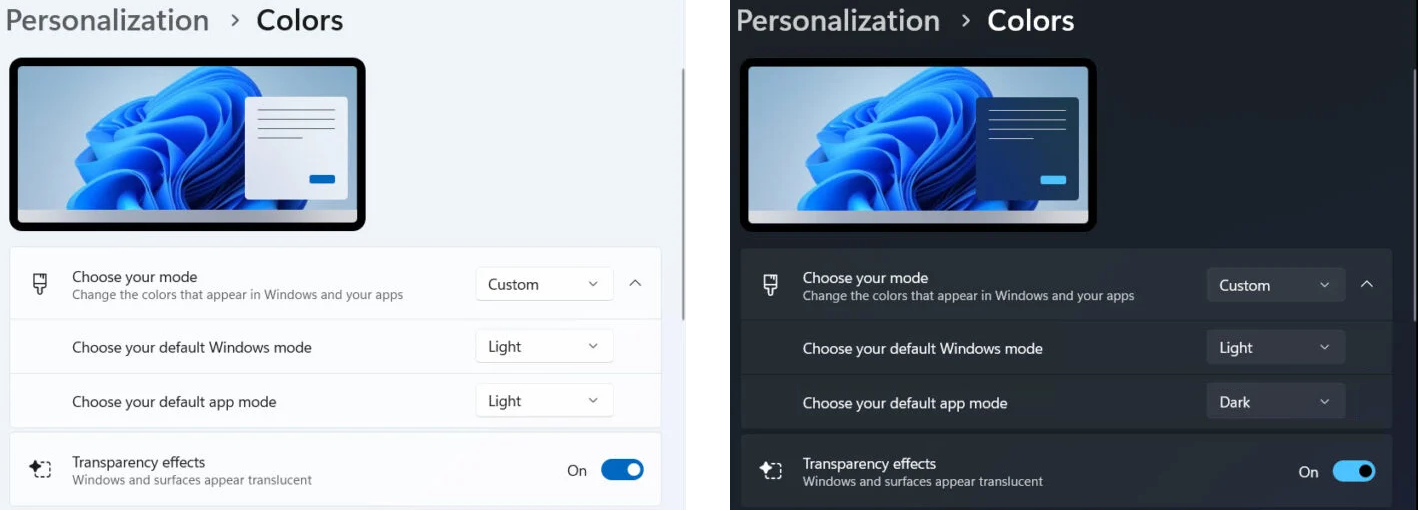 Personalization > Colors
Choose your mode
Change the colors that appear in Windows and your apps
Custom
Choose your default Windows mode
Light
Choose your default app mode
Light
Transparency effects
Windows and surfaces appear translucent
On
Personalization > Colors
Choose your mode
Change the colors that appear in Windows and your apps
Custom
Choose your default Windows mode
Light
Choose your default app mode
Dark
Transparency effects
Windows and surfaces appear translucent
On